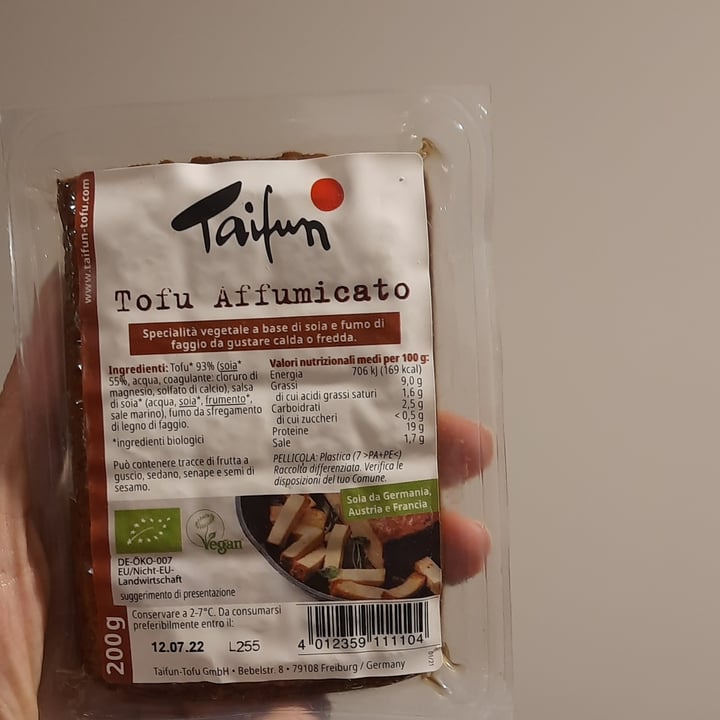 www.taifun-tofu.com
Taifun
Tofu Affumicato
Specialità vegetale a base di soia e fumo di
faggio da gustare calda o fredda.
Ingredienti: Tofu* 93% (soia*
55%, acqua, coagulante: cloruro di
magnesio, solfato di calcio), salsa
di soia* (acqua, soia*, frumento*,
sale marino), fumo da sfregamento
di legno di faggio.
*ingredienti biologici
Può contenere tracce di frutta a
guscio, sedano, senape e semi di
sesamo.
Valori nutrizionali medi per 100 g:
Energia 706 kJ (169 kcal)
Grassi 9,0 g
di cui acidi grassi saturi 1,6 g
Carboidrati 2,5 g
di cui zuccheri < 0,5 g
Proteine 19 g
Sale 1,7 g
PELLICOLA: Plastica (7 >PA+PE<)
Raccolta differenziata. Verifica le
disposizioni del tuo Comune.
Soia da Germania,
Austria e Francia
Vegan
DE-ÖKO-007
EU/Nicht-EU-
Landwirtschaft
suggerimento di presentazione
200g
Conservare a 2-7°C. Da consumarsi
preferibilmente entro il:
12.07.22 L255
4 012359 111104
Taifun-Tofu GmbH • Bebelstr. 8 • 79108 Freiburg / Germany